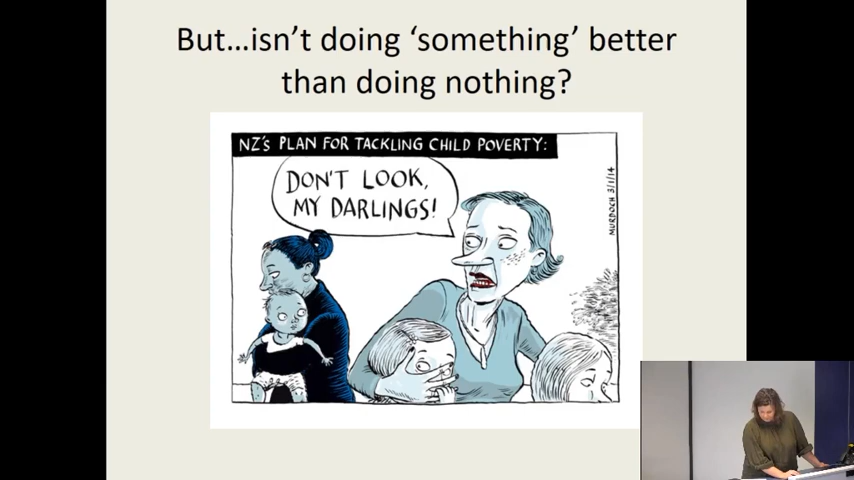 But…isn’t doing ‘something’ better
than doing nothing?
NZ'S PLAN FOR TACKLING CHILD POVERTY:
DON'T LOOK,
MY DARLINGS!
MURDOCH 3/1/14